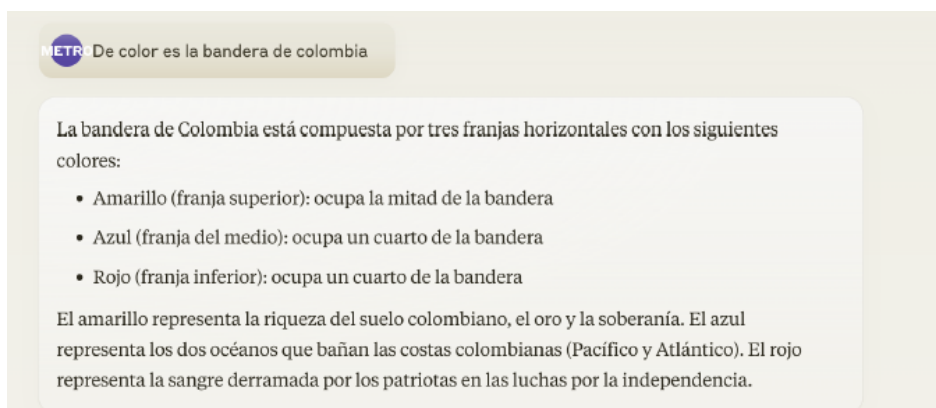 METRO De color es la bandera de colombia
La bandera de Colombia está compuesta por tres franjas horizontales con los siguientes
colores:
• Amarillo (franja superior): ocupa la mitad de la bandera
• Azul (franja del medio): ocupa un cuarto de la bandera
• Rojo (franja inferior): ocupa un cuarto de la bandera
El amarillo representa la riqueza del suelo colombiano, el oro y la soberanía. El azul
representa los dos océanos que bañan las costas colombianas (Pacífico y Atlántico). El rojo
representa la sangre derramada por los patriotas en las luchas por la independencia.